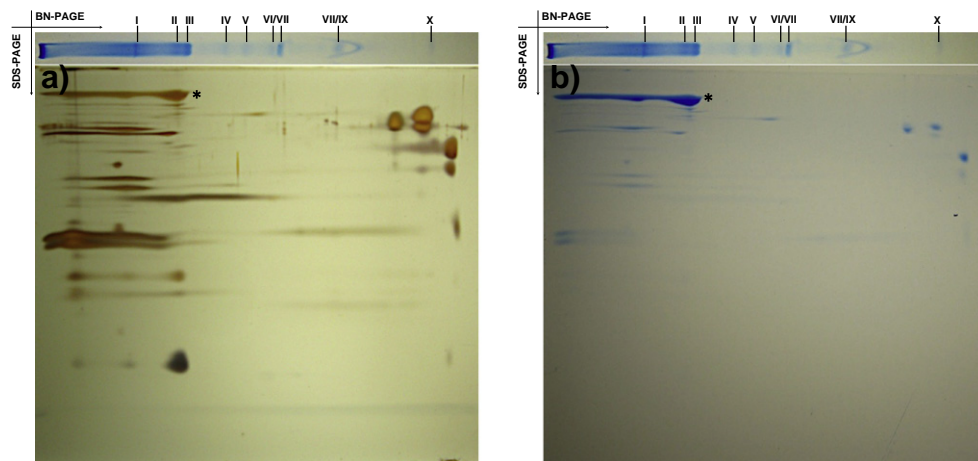 BN-PAGE
I II III IV V VI/VII VII/IX X
SDS-PAGE
a)
*
BN-PAGE
I II III IV V VI/VII VII/IX X
SDS-PAGE
b)
*